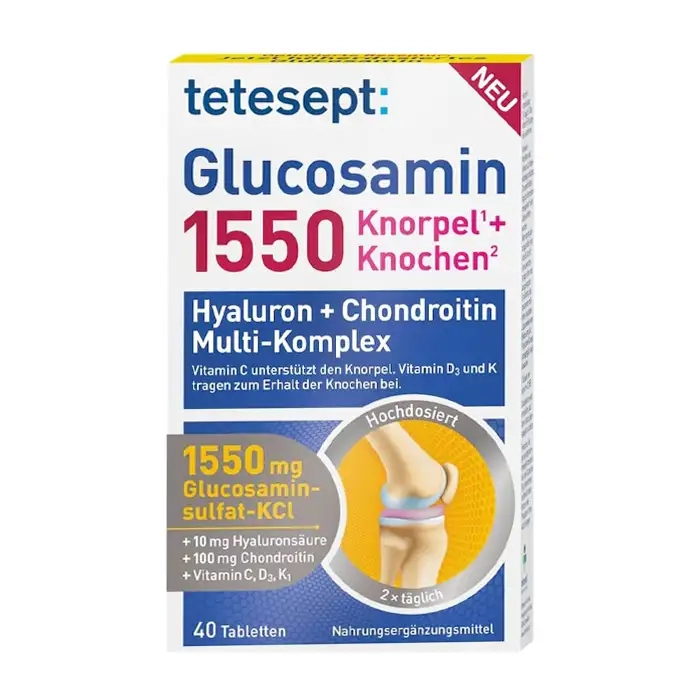 tetesept:
NEU
Glucosamin
1550 Knorpel¹+
Knochen²
Hyaluron + Chondroitin
Multi-Komplex
Vitamin C unterstützt den Knorpel. Vitamin D₃ und K
tragen zum Erhalt der Knochen bei.
Hochdosiert
1550 mg
Glucosamin-
sulfat-KCl
+ 10 mg Hyaluronsäure
+ 100 mg Chondroitin
+ Vitamin C, D₃, K₁
2 x täglich
40 Tabletten
Nahrungsergänzungsmittel